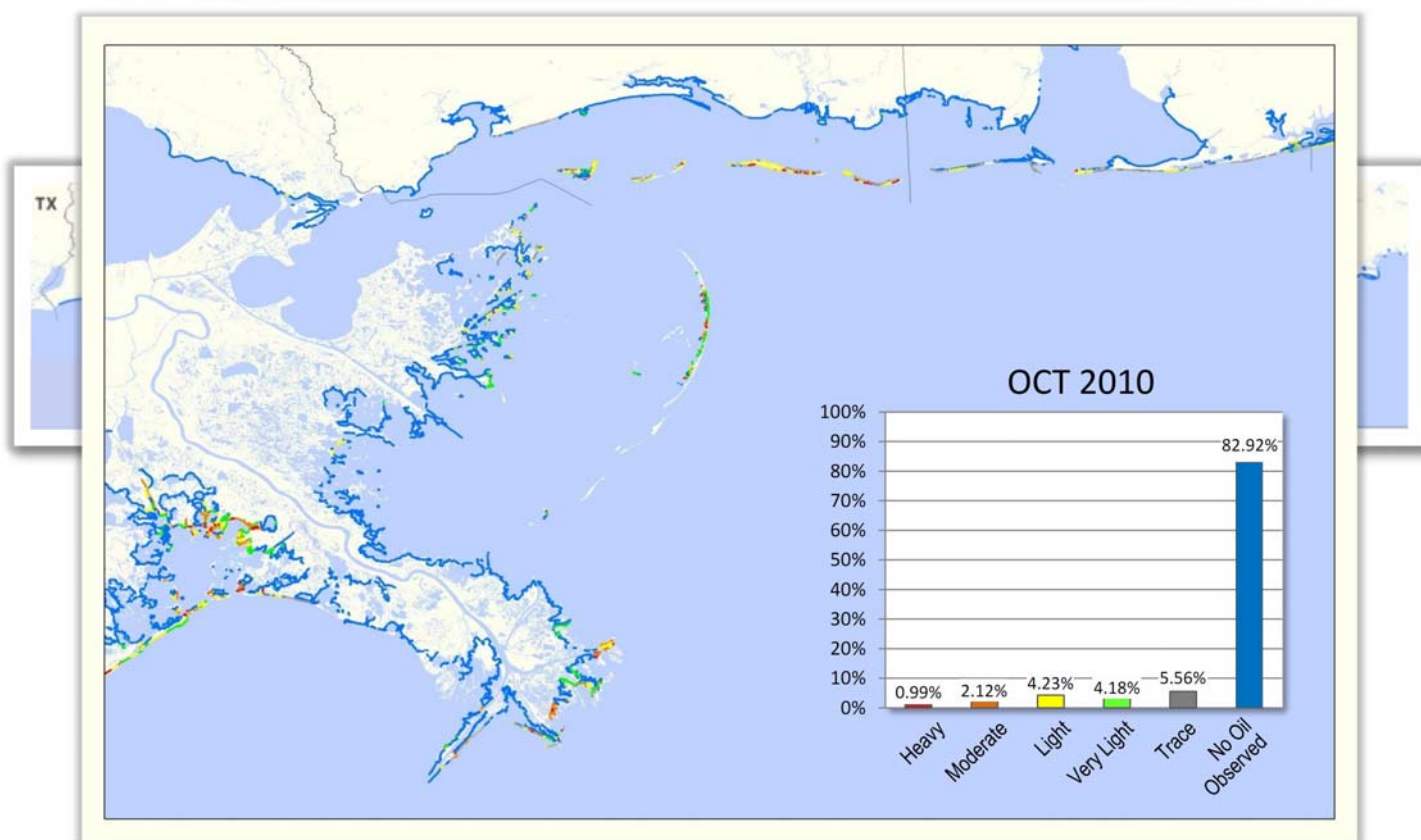 TX
OCT 2010
100%
90%
80%
70%
60%
50%
40%
30%
20%
10%
0%
0.99%
2.12%
4.23%
4.18%
5.56%
82.92%
Heavy
Moderate
Light
Very Light
Trace
No Oil
Observed